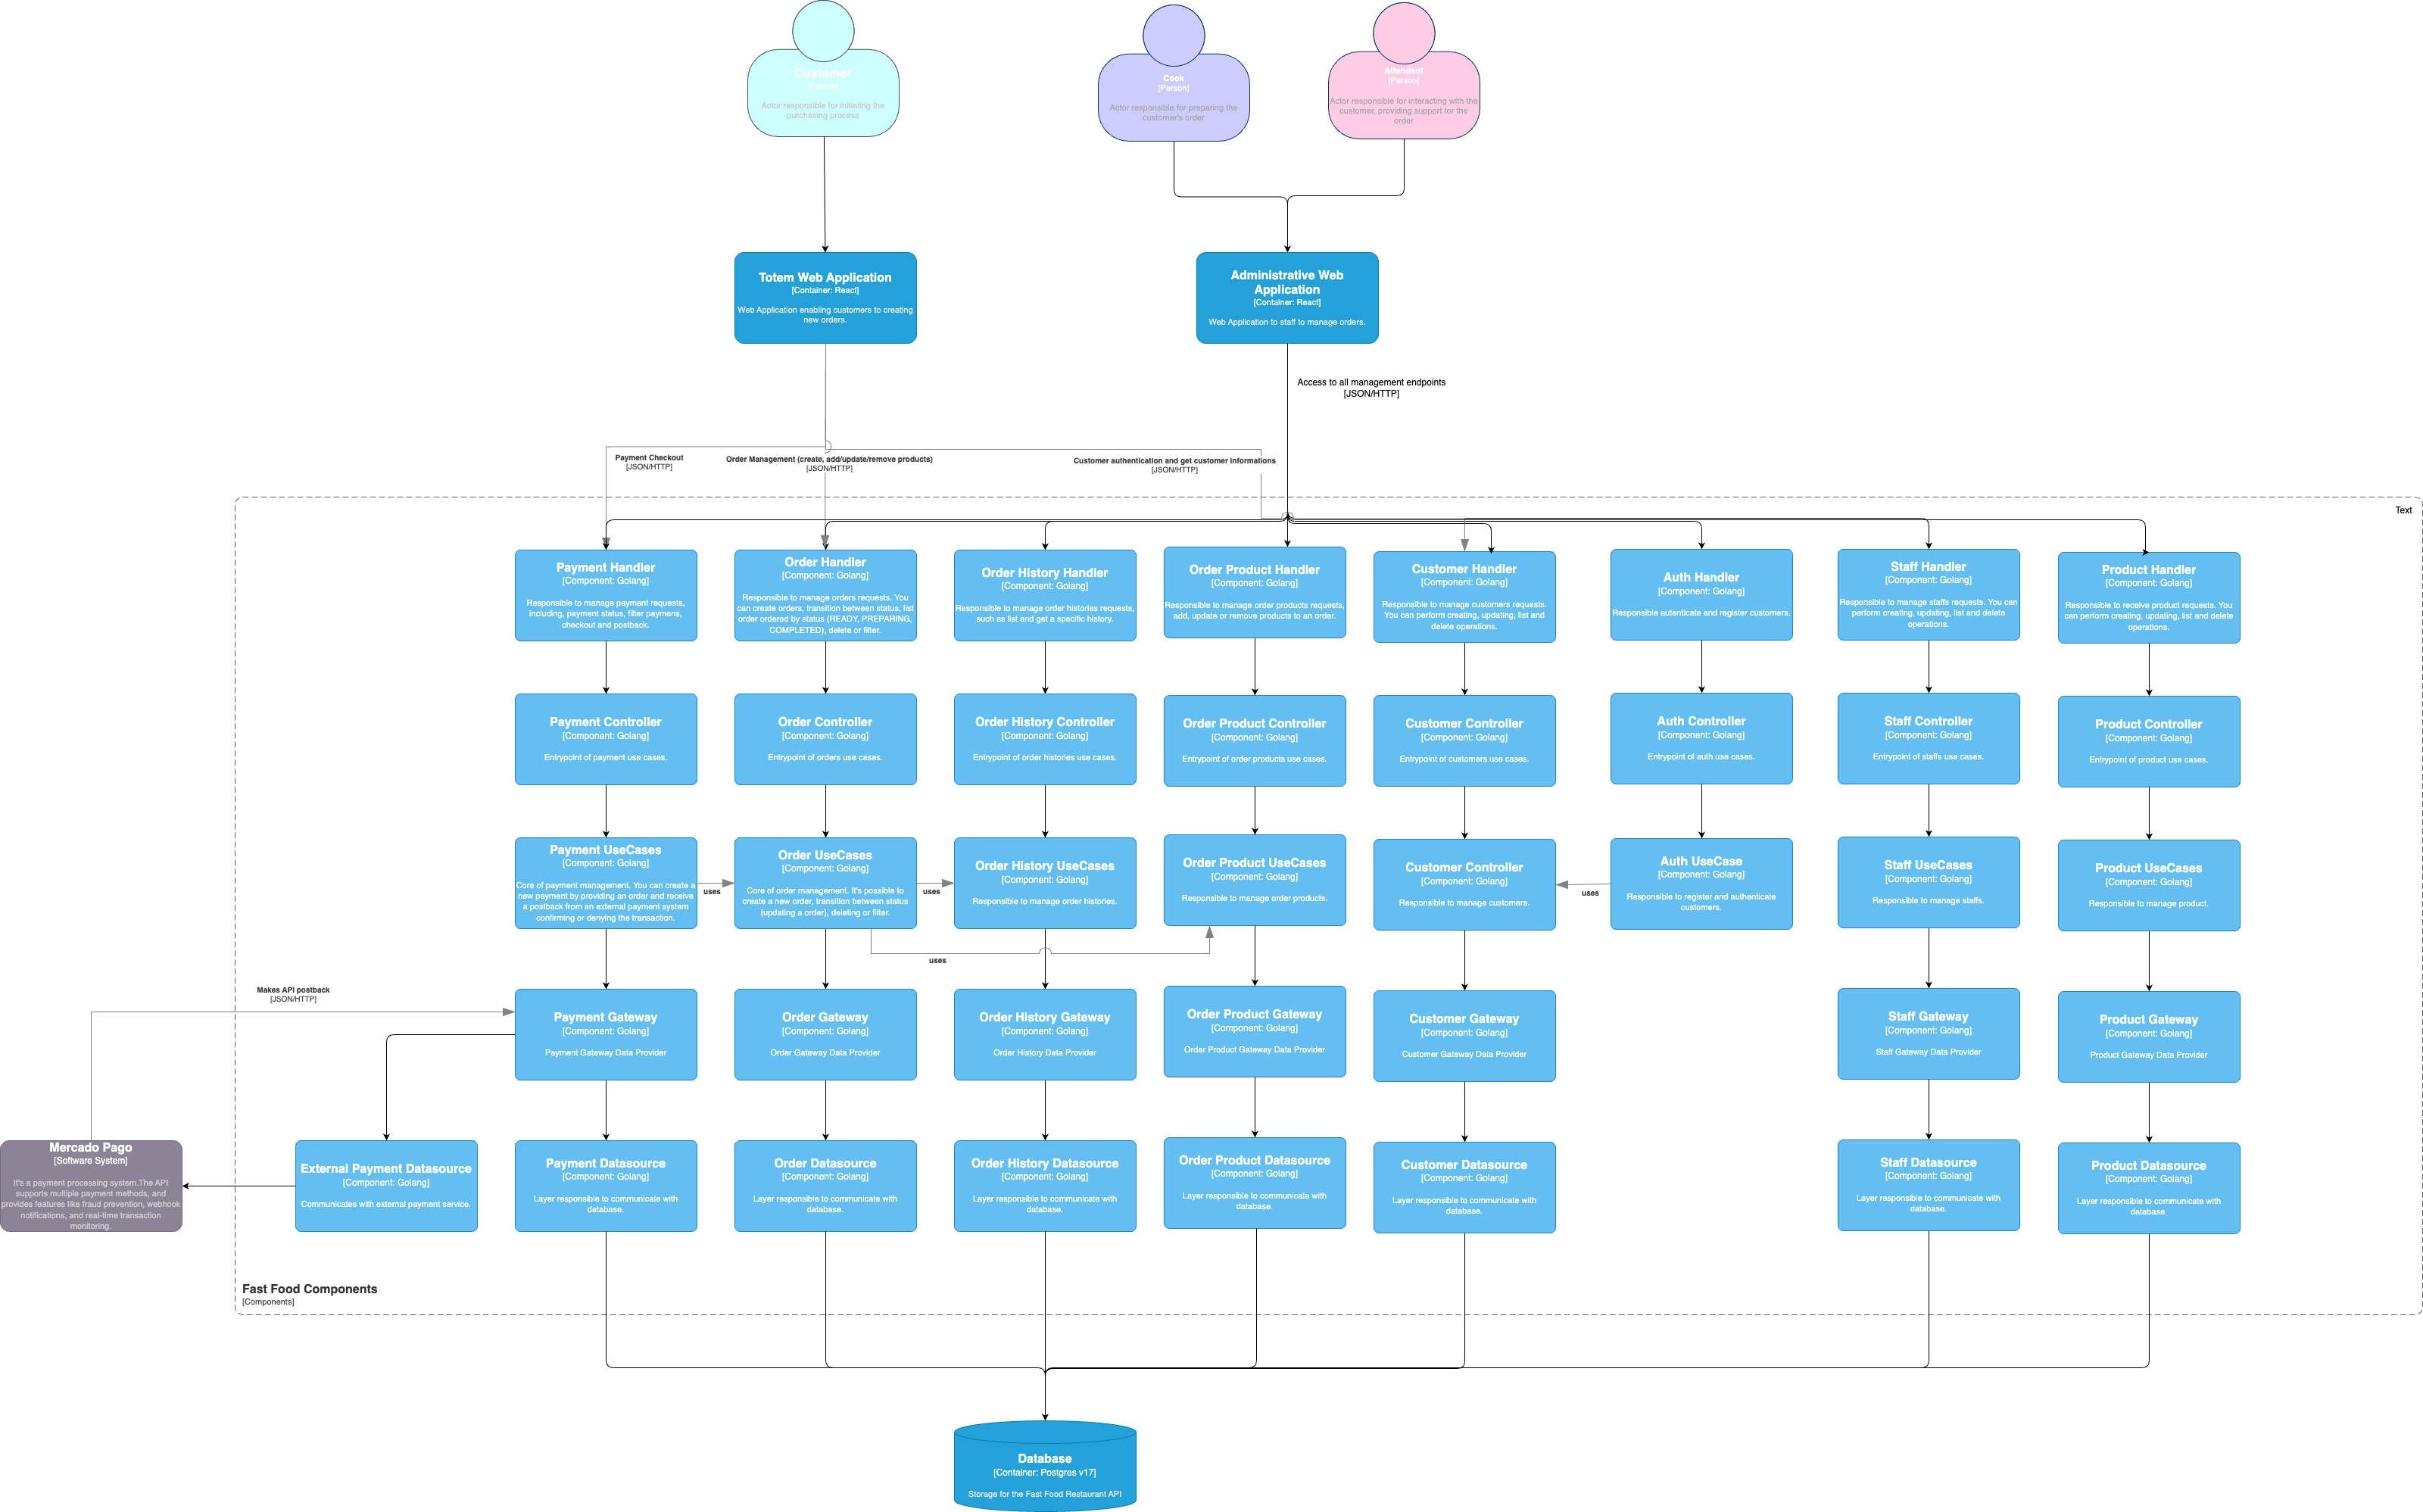 Customer
[Person]
Actor responsible for initiating the
purchasing process
Cook
[Person]
Actor responsible for preparing the
customer's order
Attendant
[Person]
Actor responsible for interacting with the
customer, providing support for the
order
Totem Web Application
[Container: React]
Web Application enabling customers to creating
new orders.
Administrative Web
Application
[Container: React]
Web Application to staff to manage orders.
Access to all management endpoints
[JSON/HTTP]
Payment Checkout
[JSON/HTTP]
Order Management (create, add/update/remove products)
[JSON/HTTP]
Customer authentication and get customer informations
[JSON/HTTP]
Text
Payment Handler
[Component: Golang]
Responsible to manage payment requests,
including, payment status, filter paymens,
checkout and postback.
Order Handler
[Component: Golang]
Responsible to manage orders requests. You
can create orders, transition between status, list
order ordered by status (READY, PREPARING,
COMPLETED), delete or filter.
Order History Handler
[Component: Golang]
Responsible to manage order histories requests,
such as list and get a specific history.
Order Product Handler
[Component: Golang]
Responsible to manage order products requests,
add, update or remove products to an order.
Customer Handler
[Component: Golang]
Responsible to manage customers requests.
You can perform creating, updating, list and
delete operations.
Auth Handler
[Component: Golang]
Responsible autenticate and register customers.
Staff Handler
[Component: Golang]
Responsible to manage staffs requests. You can
perform creating, updating, list and delete
operations.
Product Handler
[Component: Golang]
Responsible to receive product requests. You
can perform creating, updating, list and delete
operations.
Payment Controller
[Component: Golang]
Entrypoint of payment use cases.
Order Controller
[Component: Golang]
Entrypoint of orders use cases.
Order History Controller
[Component: Golang]
Entrypoint of order histories use cases.
Order Product Controller
[Component: Golang]
Entrypoint of order products use cases.
Customer Controller
[Component: Golang]
Entrypoint of customers use cases.
Auth Controller
[Component: Golang]
Entrypoint of auth use cases.
Staff Controller
[Component: Golang]
Entrypoint of staffs use cases.
Product Controller
[Component: Golang]
Entrypoint of product use cases.
Payment UseCases
[Component: Golang]
Core of payment management. You can create a
new payment by providing an order and receive
a postback from an external payment system
confirming or denying the transaction.
uses
Order UseCases
[Component: Golang]
Core of order management. It's possible to
create a new order, transition between status
(updating a order), deleting or filter.
uses
Order History UseCases
[Component: Golang]
Responsible to manage order histories.
Order Product UseCases
[Component: Golang]
Responsible to manage order products.
Customer Controller
[Component: Golang]
Responsible to manage customers.
uses
Auth UseCase
[Component: Golang]
Responsible to register and authenticate
customers.
Staff UseCases
[Component: Golang]
Responsible to manage staffs.
Product UseCases
[Component: Golang]
Responsible to manage product.
uses
Makes API postback
[JSON/HTTP]
Payment Gateway
[Component: Golang]
Payment Gateway Data Provider
Order Gateway
[Component: Golang]
Order Gateway Data Provider
Order History Gateway
[Component: Golang]
Order History Data Provider
Order Product Gateway
[Component: Golang]
Order Product Gateway Data Provider
Customer Gateway
[Component: Golang]
Customer Gateway Data Provider
Staff Gateway
[Component: Golang]
Staff Gateway Data Provider
Product Gateway
[Component: Golang]
Product Gateway Data Provider
Mercado Pago
[Software System]
It's a payment processing system.The API
supports multiple payment methods, and
provides features like fraud prevention, webhook
notifications, and real-time transaction
monitoring.
External Payment Datasource
[Component: Golang]
Communicates with external payment service.
Payment Datasource
[Component: Golang]
Layer responsible to communicate with
database.
Order Datasource
[Component: Golang]
Layer responsible to communicate with
database.
Order History Datasource
[Component: Golang]
Layer responsible to communicate with
database.
Order Product Datasource
[Component: Golang]
Layer responsible to communicate with
database.
Customer Datasource
[Component: Golang]
Layer responsible to communicate with
database.
Staff Datasource
[Component: Golang]
Layer responsible to communicate with
database.
Product Datasource
[Component: Golang]
Layer responsible to communicate with
database.
Fast Food Components
[Components]
Database
[Container: Postgres v17]
Storage for the Fast Food Restaurant API